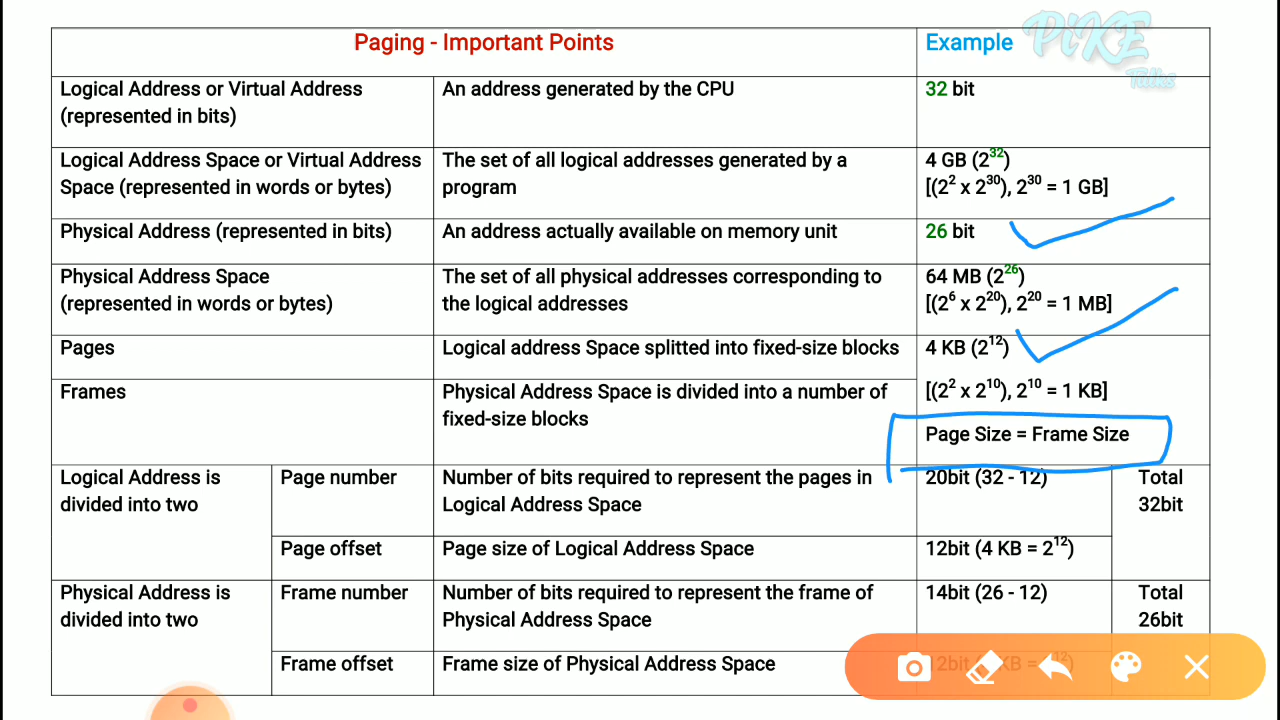 PiKE
Talks
Paging - Important Points
Example
Logical Address or Virtual Address
(represented in bits)
An address generated by the CPU
32 bit
Logical Address Space or Virtual Address
Space (represented in words or bytes)
The set of all logical addresses generated by a
program
4 GB (2³²)
[(2² x 2³⁰), 2³⁰ = 1 GB]
Physical Address (represented in bits)
An address actually available on memory unit
26 bit
Physical Address Space
(represented in words or bytes)
The set of all physical addresses corresponding to
the logical addresses
64 MB (2²⁶)
[(2⁶ x 2²⁰), 2²⁰ = 1 MB]
Pages
Logical address Space splitted into fixed-size blocks
4 KB (2¹²)
Frames
Physical Address Space is divided into a number of
fixed-size blocks
[(2² x 2¹⁰), 2¹⁰ = 1 KB]
Page Size = Frame Size
Logical Address is
divided into two
Page number
Number of bits required to represent the pages in
Logical Address Space
20bit (32 - 12)
Total
32bit
Page offset
Page size of Logical Address Space
12bit (4 KB = 2¹²)
Physical Address is
divided into two
Frame number
Number of bits required to represent the frame of
Physical Address Space
14bit (26 - 12)
Total
26bit
Frame offset
Frame size of Physical Address Space